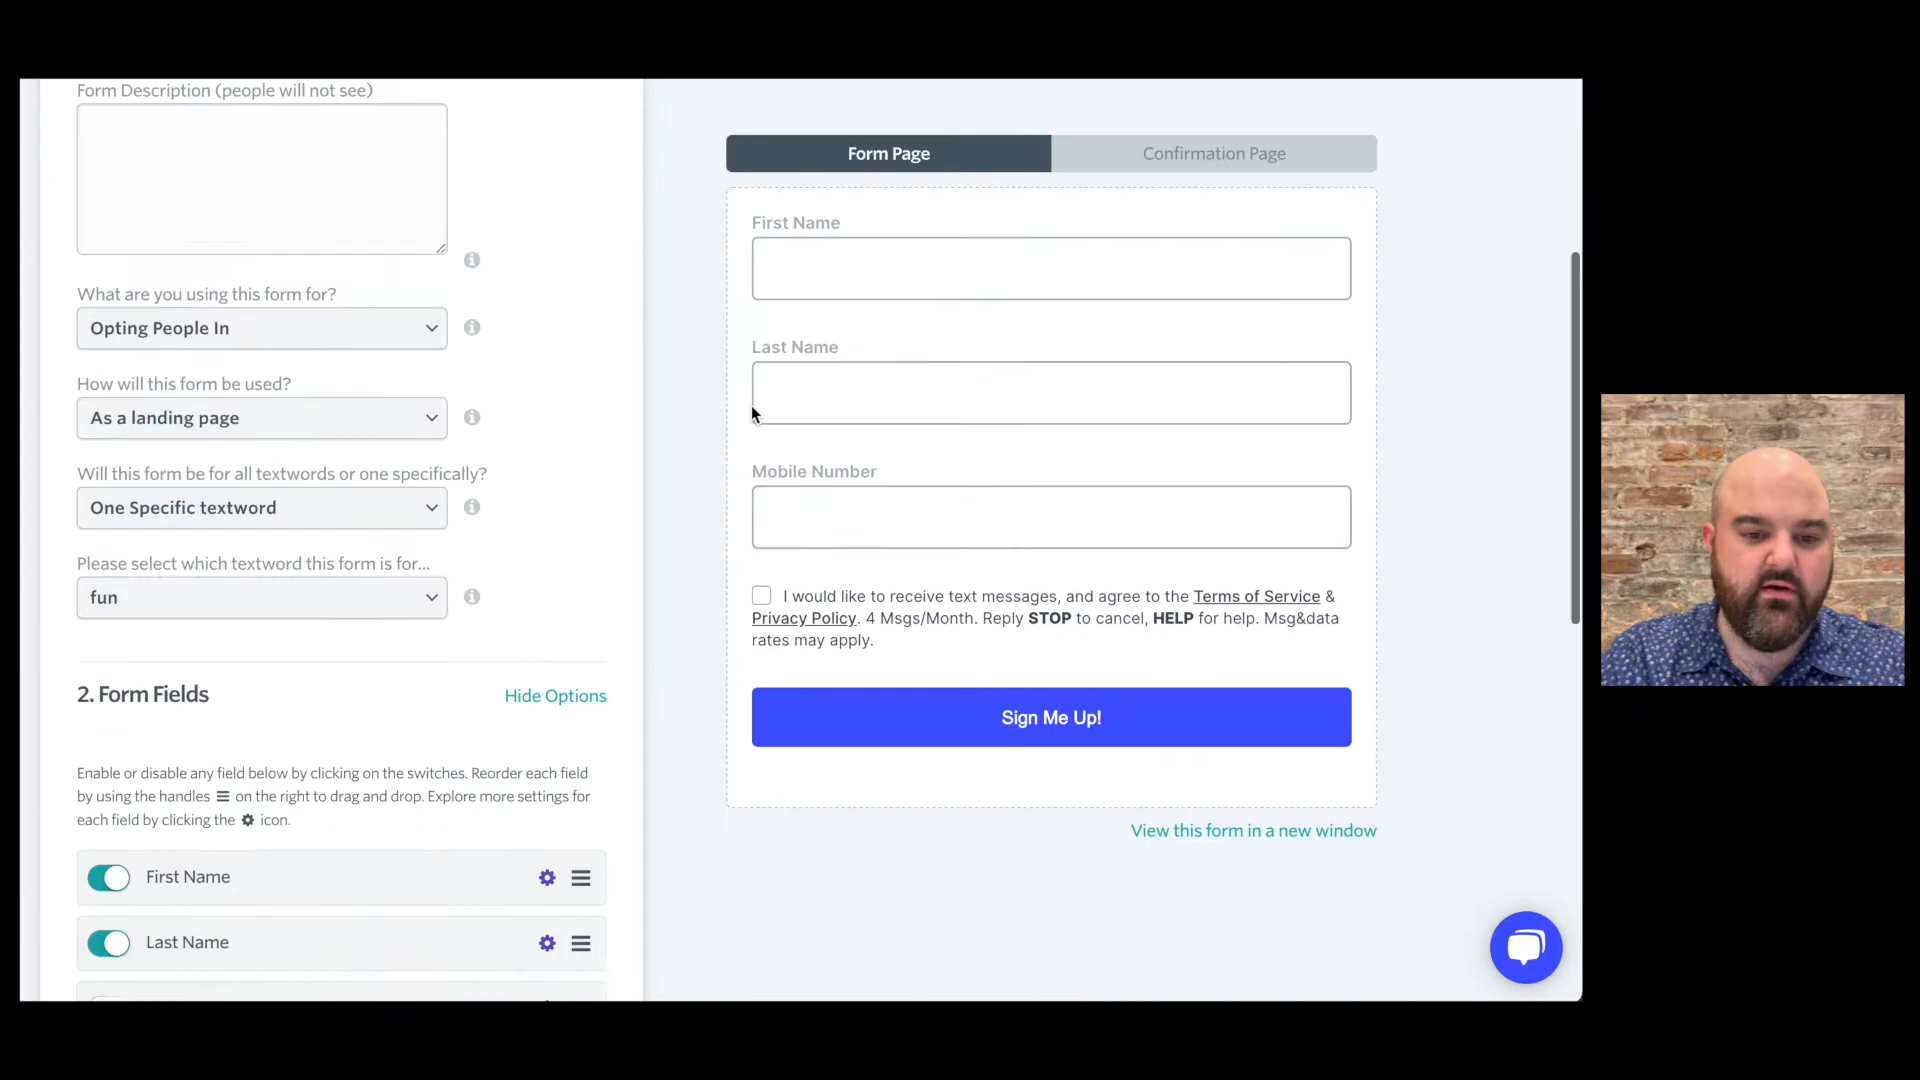 Form Description (people will not see)
What are you using this form for?
Opting People In
How will this form be used?
As a landing page
Will this form be for all textwords or one specifically?
One Specific textword
Please select which textword this form is for...
fun
2. Form Fields
Hide Options
Enable or disable any field below by clicking on the switches. Reorder each field
by using the handles on the right to drag and drop. Explore more settings for
each field by clicking the icon.
First Name
Last Name
Form Page
Confirmation Page
First Name
Last Name
Mobile Number
I would like to receive text messages, and agree to the Terms of Service &
Privacy Policy. 4 Msgs/Month. Reply STOP to cancel, HELP for help. Msg&data
rates may apply.
Sign Me Up!
View this form in a new window